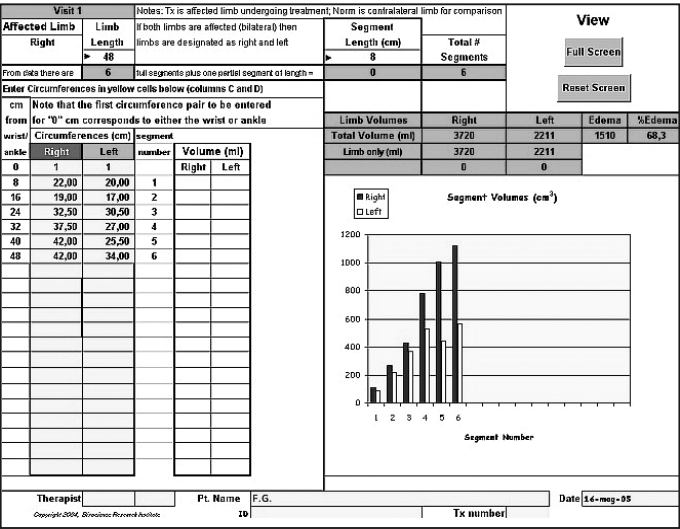 Visit 1 Notes: Tx is affected limb undergoing treatment; Norm is contralateral limb for comparison
Affected Limb Limb If both limbs are affected (bilateral) then Segment View
Right Length limbs are designated as right and left Length (cm) Total #
48 8 Segments Full Screen
From data there are 6 full segments plus one partial segment of length = 0 6
Reset Screen
Enter Circumferences in yellow cells below (columns C and D)
cm Note that the first circumference pair to be entered
from for "0" cm corresponds to either the wrist or ankle Limb Volumes Right Left Edema %Edema
wrist/ Circumferences (cm) segment Total Volume (ml) 3720 2211 1510 68,3
ankle Right Left number Volume (ml) Limb only (ml) 3720 2211
0 1 1 Right Left 0 0
8 22,00 20,00 1
16 19,00 17,00 2
24 32,50 30,50 3
32 37,50 27,00 4
40 42,00 25,50 5
48 42,00 34,00 6
Right Segment Volumes (cm³)
Left
1200
1000
800
600
400
200
0
1 2 3 4 5 6
Segment Number
Therapist Pt. Name F.G. Date 16-mag-05
Copyright 2004, Bioscience Research Institute ID Tx number